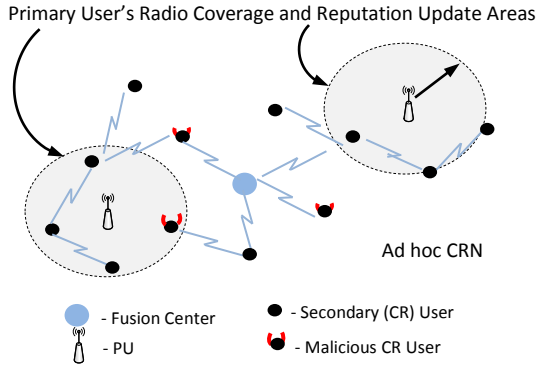 Primary User's Radio Coverage and Reputation Update Areas
Ad hoc CRN
- Fusion Center
- Secondary (CR) User
- PU
- Malicious CR User